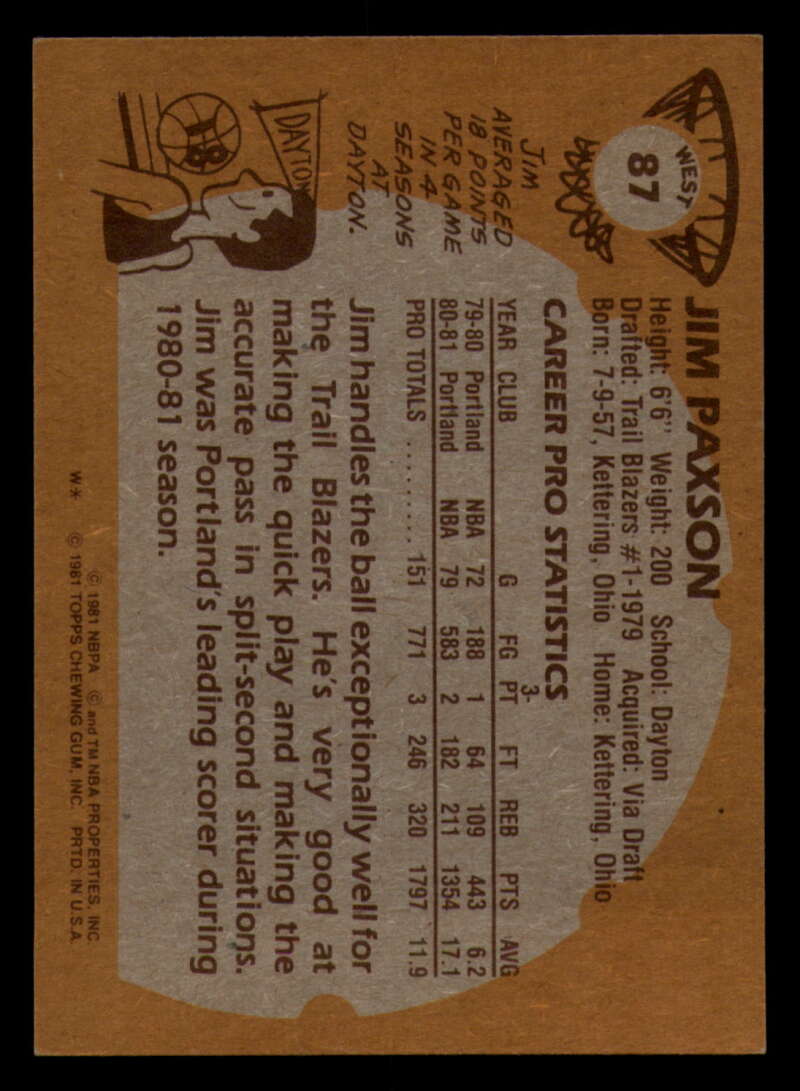 WEST
87
JIM PAXSON
Height: 6'6" Weight: 200 School: Dayton
Drafted: Trail Blazers #1-1979 Acquired: Via Draft
Born: 7-9-57, Kettering, Ohio Home: Kettering, Ohio
JIM
AVERAGED
18 POINTS
PER GAME
IN 4
SEASONS
AT
DAYTON.
DAYTON
18
CAREER PRO STATISTICS
3-
YEAR CLUB G FG PT FT REB PTS AVG
79-80 Portland NBA 72 188 1 64 109 443 6.2
80-81 Portland NBA 79 583 2 182 211 1354 17.1
PRO TOTALS .......... 151 771 3 246 320 1797 11.9
Jim handles the ball exceptionally well for
the Trail Blazers. He's very good at
making the quick play and making the
accurate pass in split-second situations.
Jim was Portland's leading scorer during
1980-81 season.
© 1981 NBPA © and TM NBA PROPERTIES, INC.
W* © 1981 TOPPS CHEWING GUM, INC. PRTD. IN U.S.A.